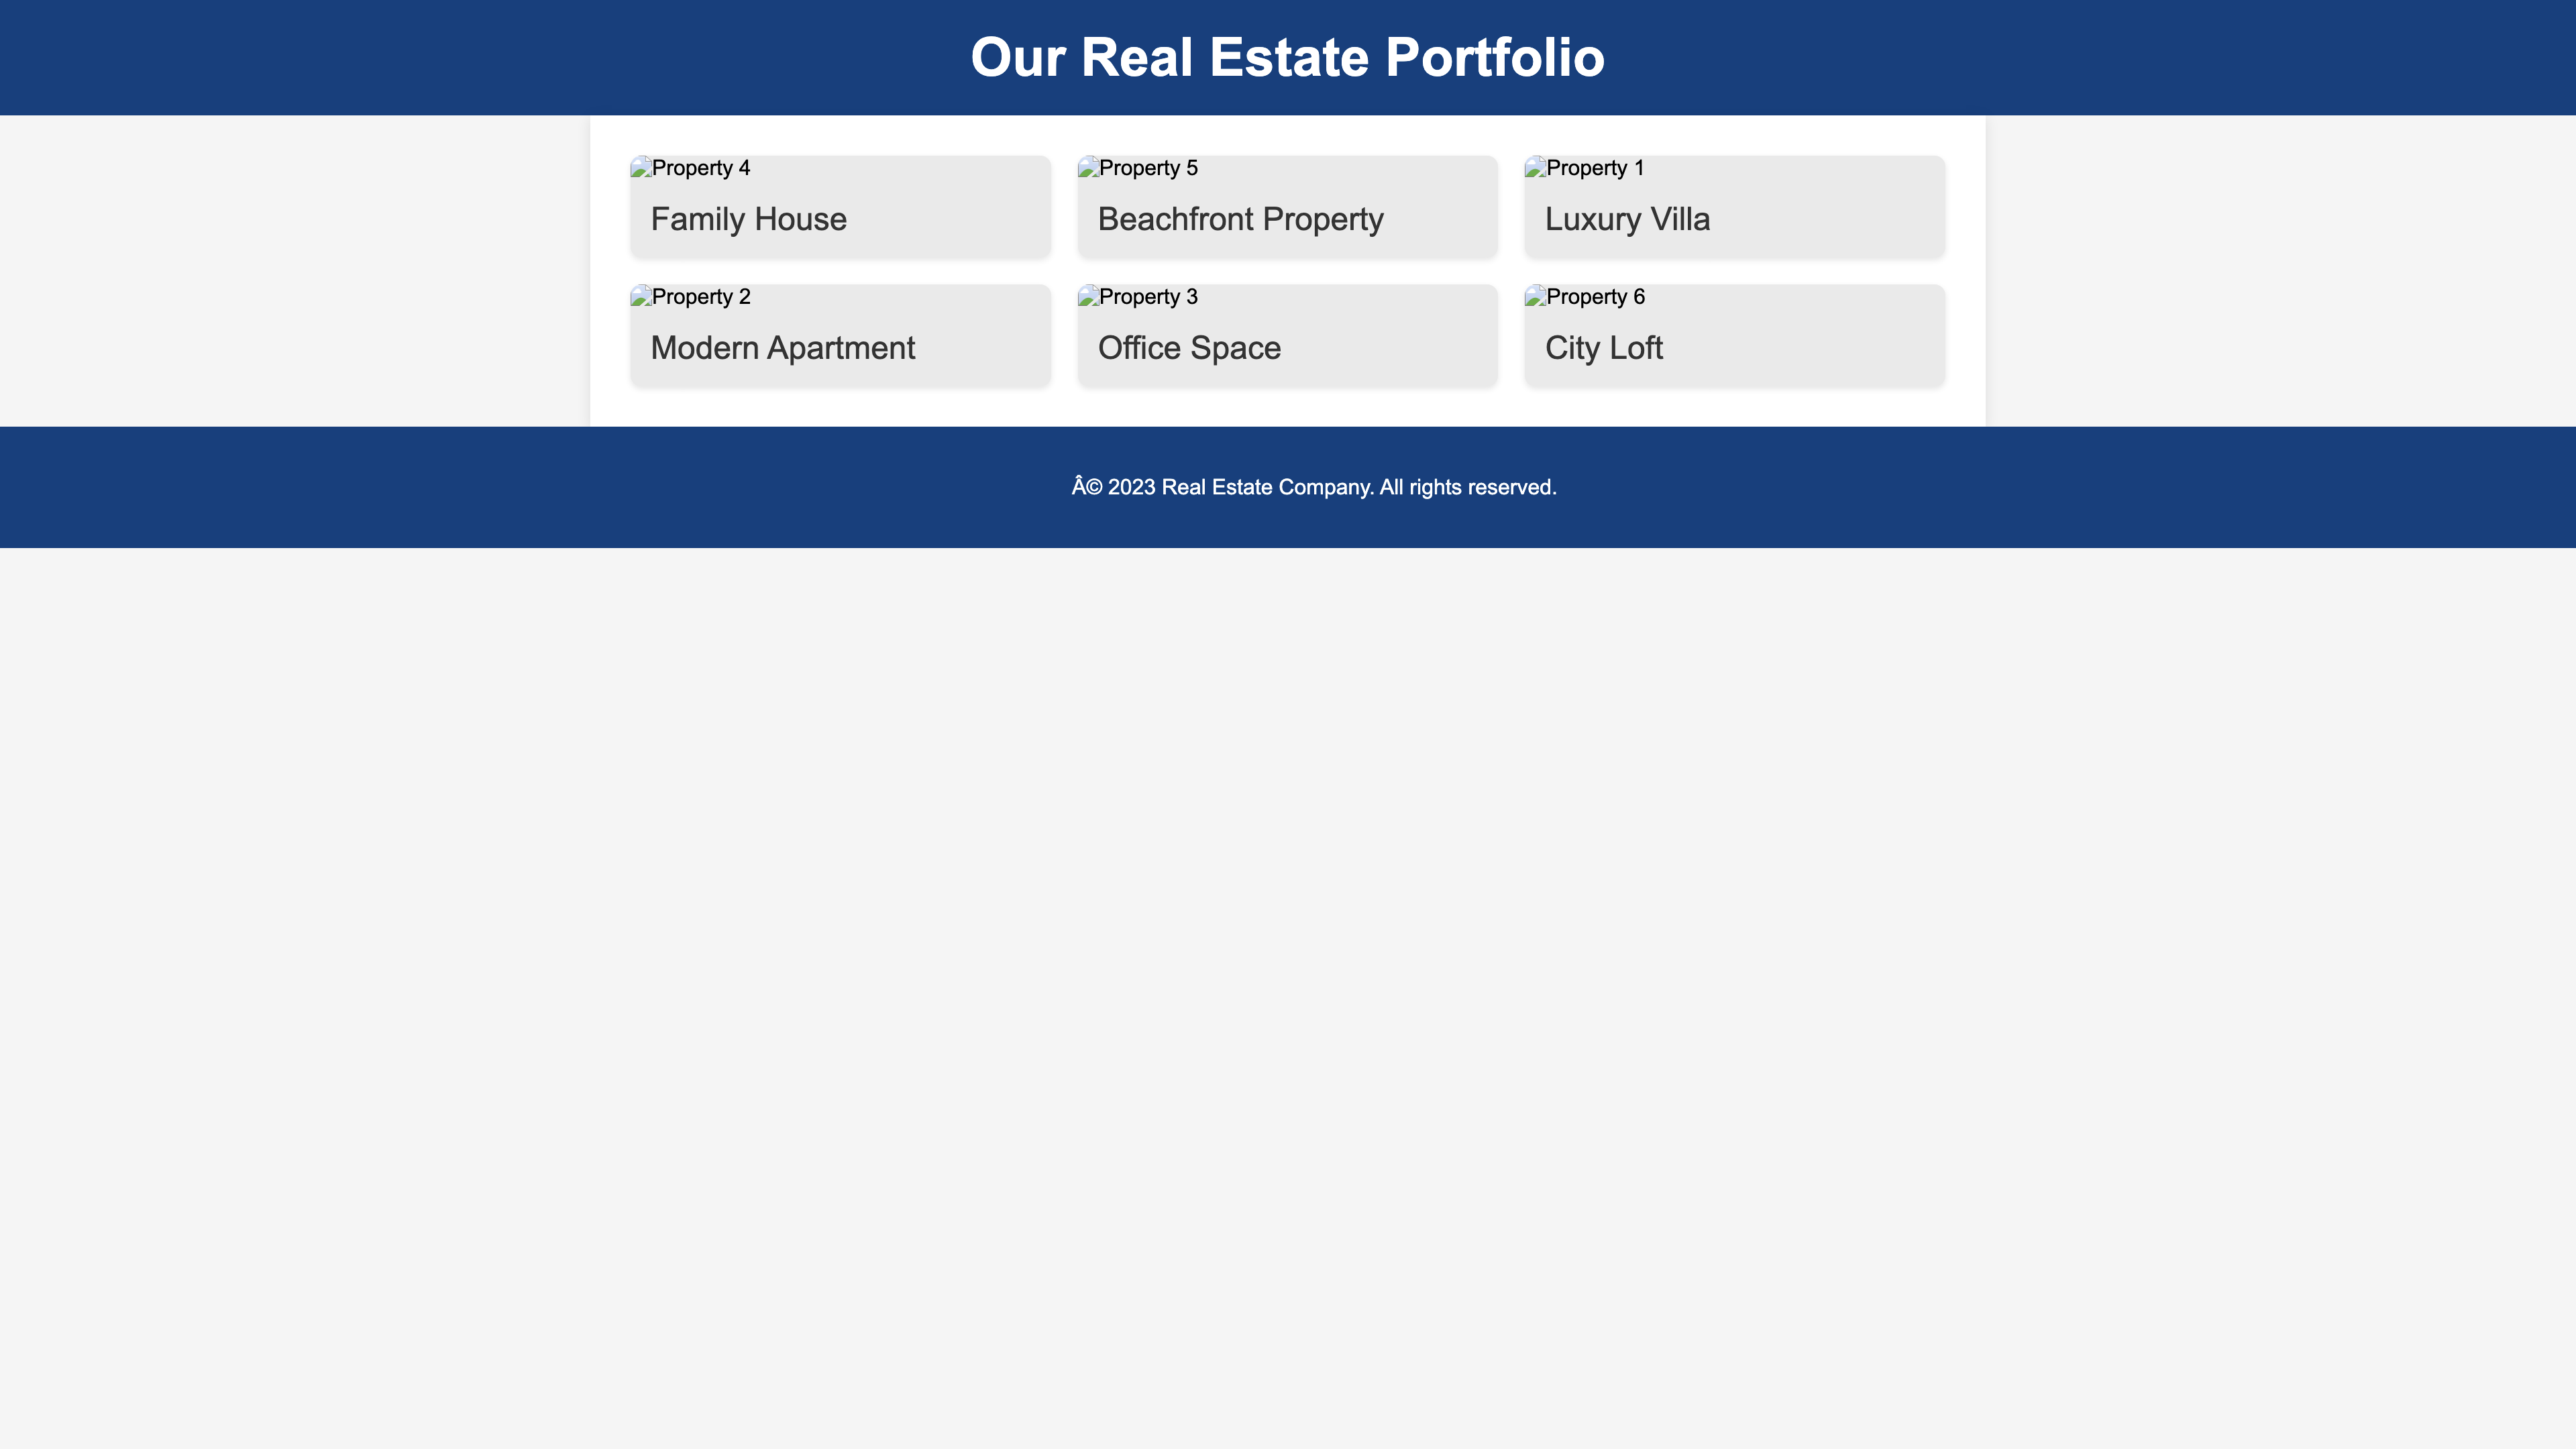 Our Real Estate Portfolio
Property 4
Family House
Property 5
Beachfront Property
Property 1
Luxury Villa
Property 2
Modern Apartment
Property 3
Office Space
Property 6
City Loft
Â© 2023 Real Estate Company. All rights reserved.